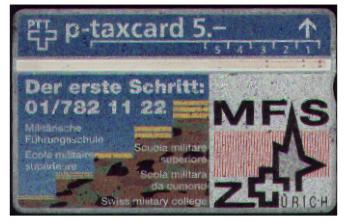 PTT p-taxcard 5.–
5 4 3 2 1
Der erste Schritt:
01/782 11 22
Militärische
Führungsschule
Ecole militaire
supérieure
Scuola militare
superiore
Scola militara
da cumond
Swiss military college
MFS
ZÜRICH